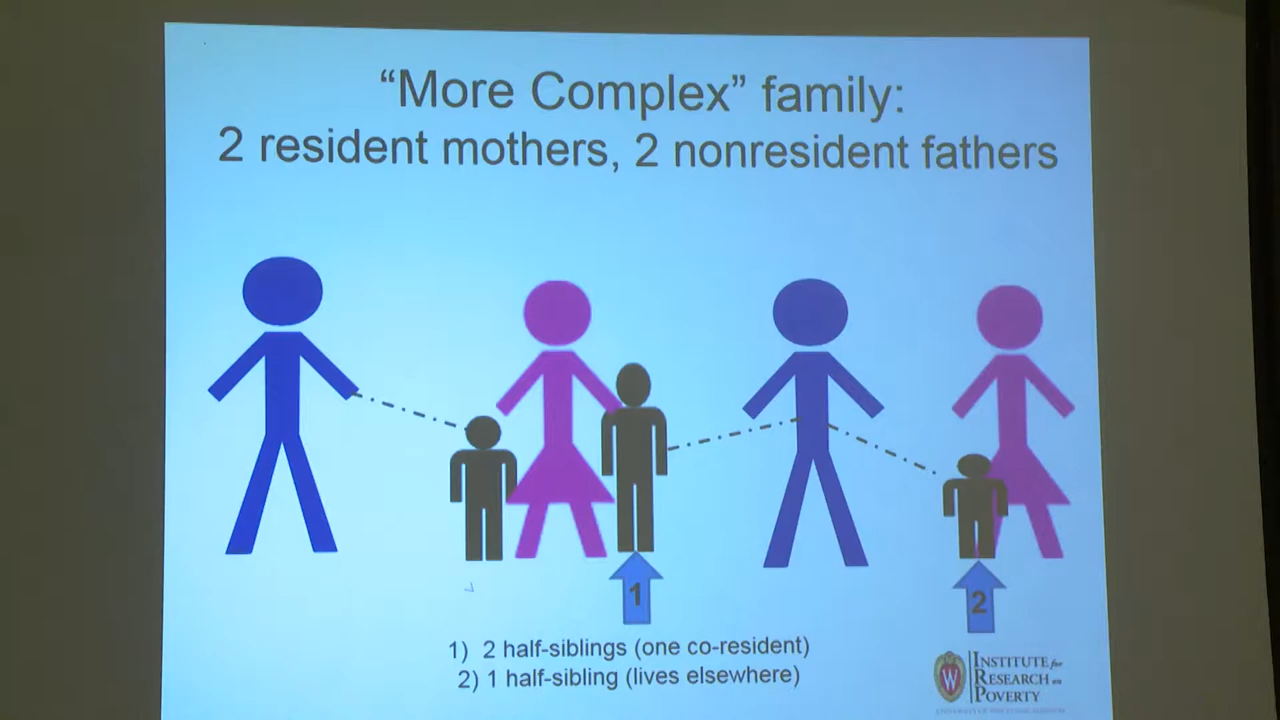 “More Complex” family:
2 resident mothers, 2 nonresident fathers
1
2
1) 2 half-siblings (one co-resident)
2) 1 half-sibling (lives elsewhere)
W
INSTITUTE for
RESEARCH on
POVERTY